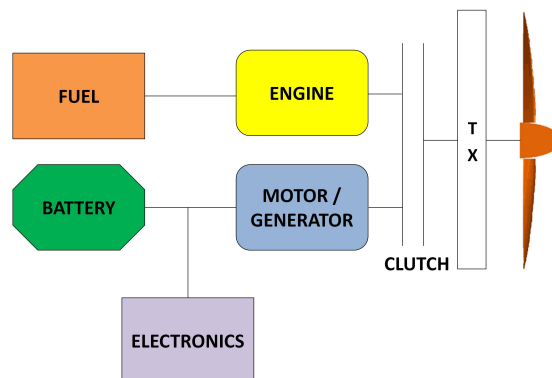 FUEL
ENGINE
T
X
BATTERY
MOTOR /
GENERATOR
CLUTCH
ELECTRONICS